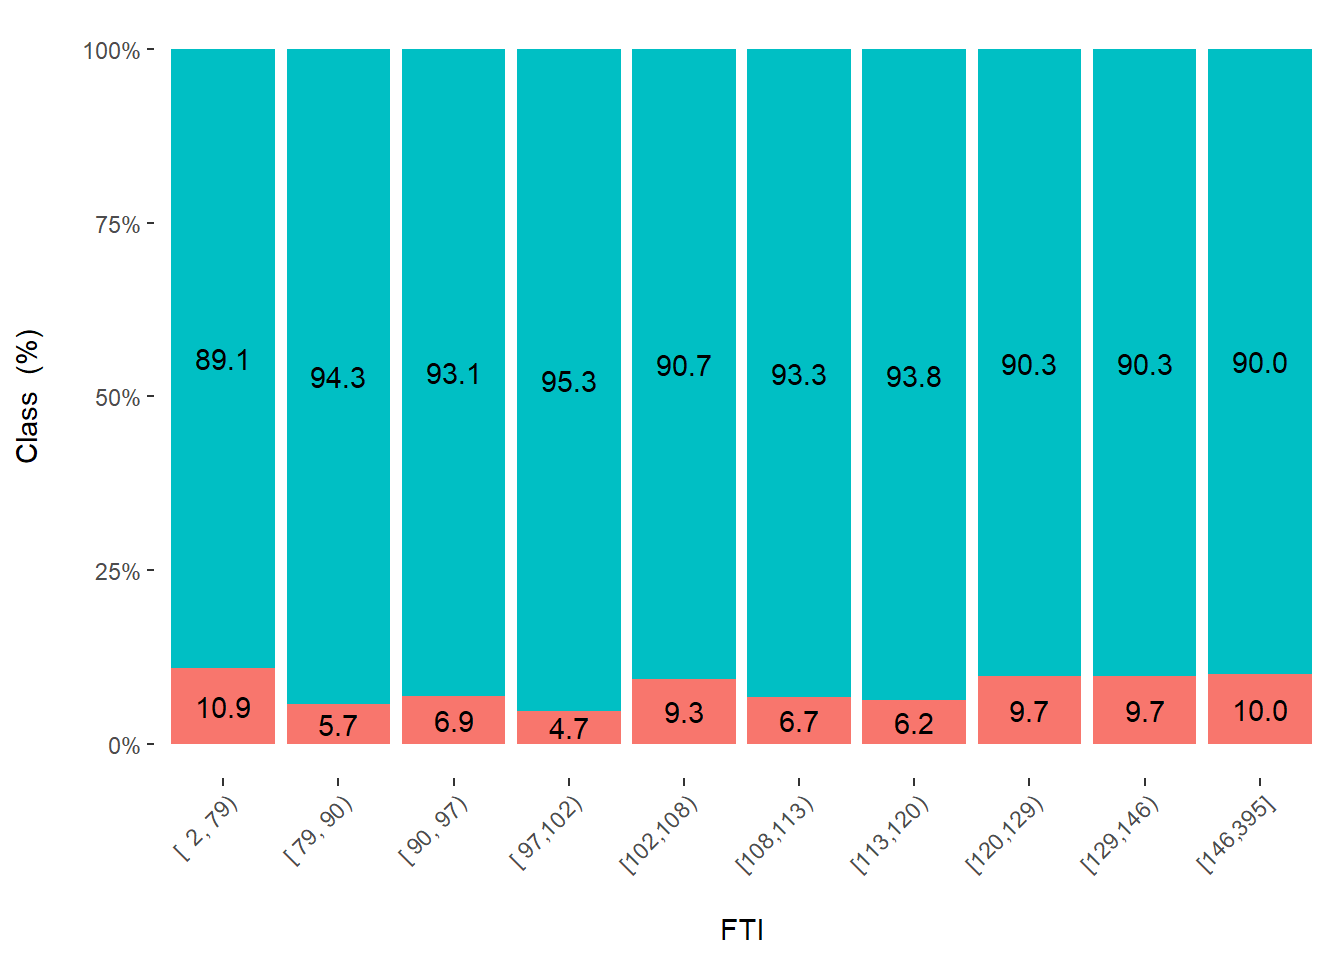 100%
75%
50%
25%
0%
Class (%)
89.1 94.3 93.1 95.3 90.7 93.3 93.8 90.3 90.3 90.0
10.9 5.7 6.9 4.7 9.3 6.7 6.2 9.7 9.7 10.0
[ 2, 79) [ 79, 90) [ 90, 97) [ 97,102) [102,108) [108,113) [113,120) [120,129) [129,146) [146,395]
FTI